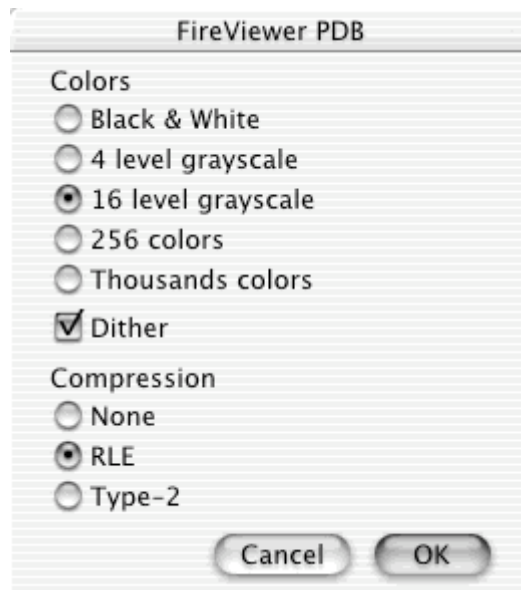 FireViewer PDB
Colors
Black & White
4 level grayscale
16 level grayscale
256 colors
Thousands colors
Dither
Compression
None
RLE
Type-2
Cancel OK